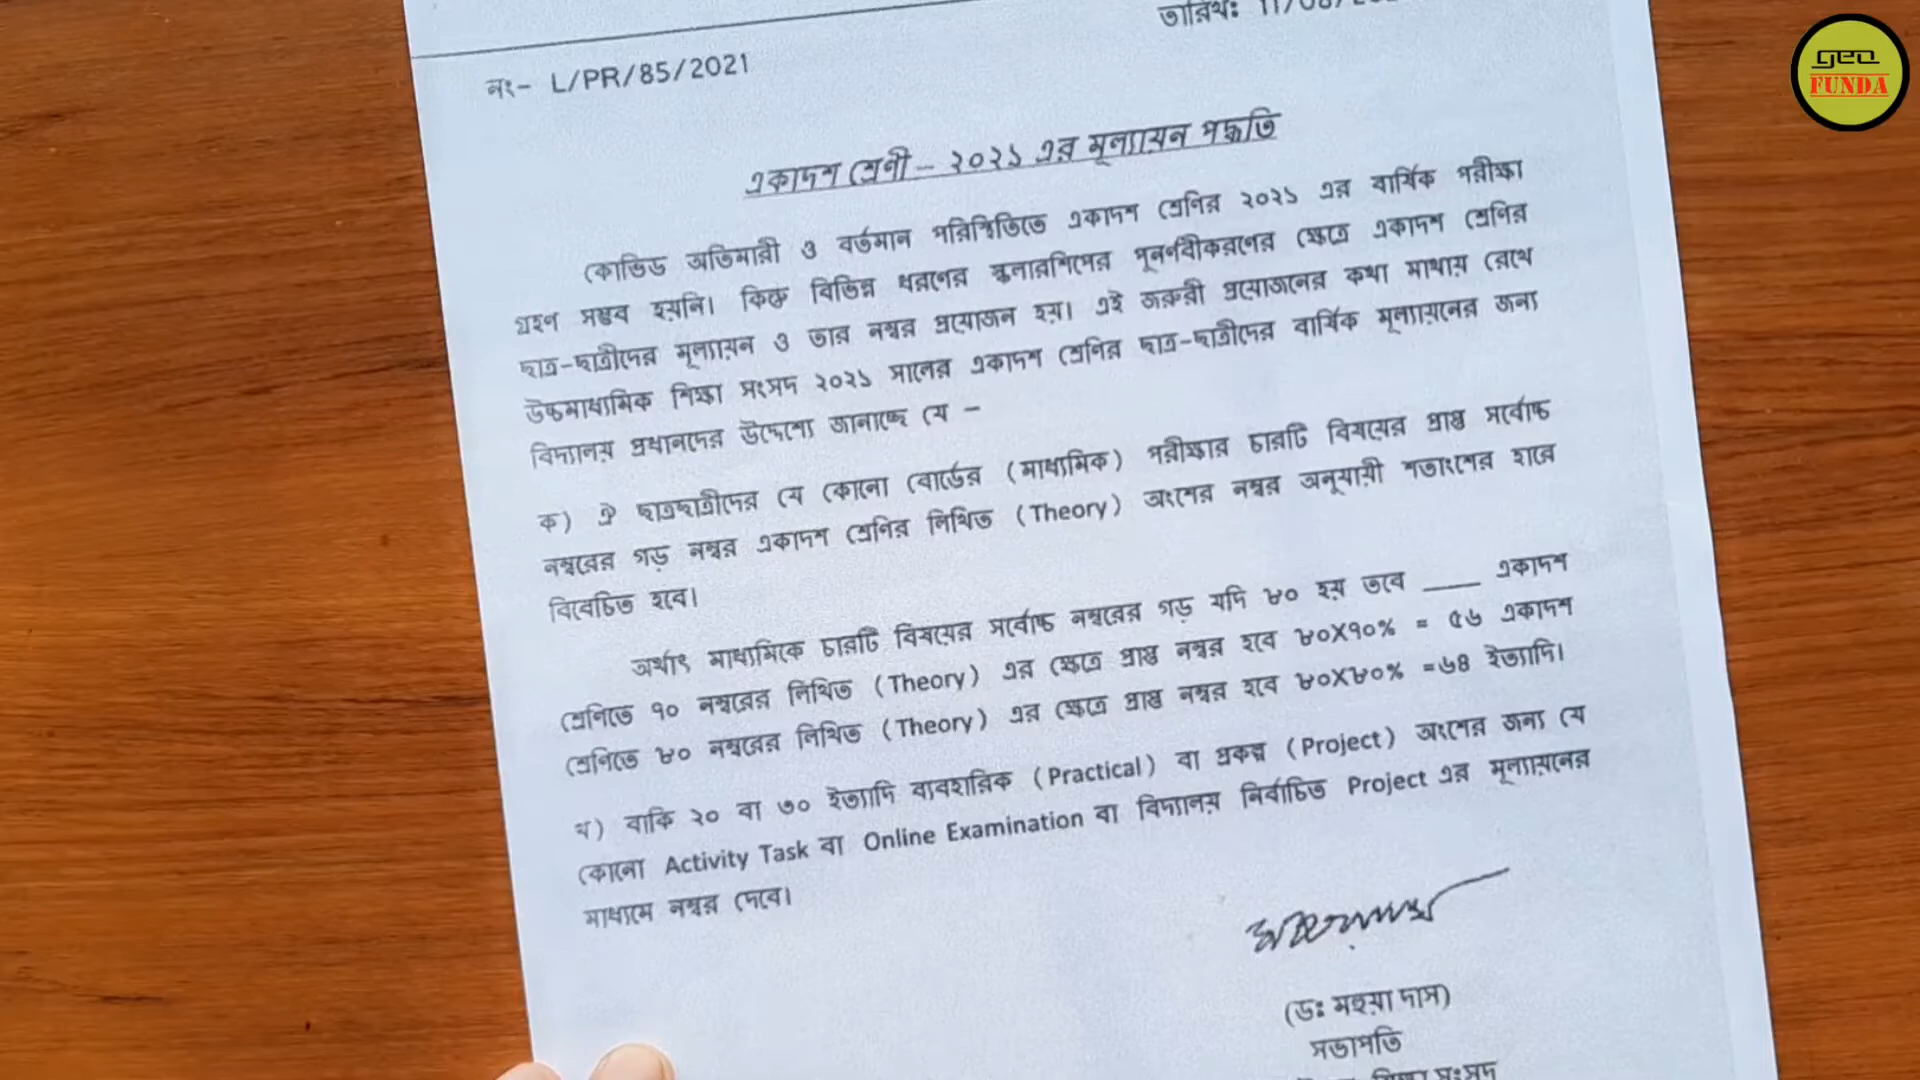 তারিখঃ 11/08/
geo
FUNDA
নং- L/PR/85/2021
একাদশ শ্রেণী – ২০২১ এর মূল্যায়ন পদ্ধতি
কোভিড অতিমারী ও বর্তমান পরিস্থিতিতে একাদশ শ্রেণির ২০২১ এর বার্ষিক পরীক্ষা
গ্রহণ সম্ভব হয়নি। কিন্তু বিভিন্ন ধরণের স্কলারশিপের পূনর্নবীকরণের ক্ষেত্রে একাদশ শ্রেণির
ছাত্র-ছাত্রীদের মূল্যায়ন ও তার নম্বর প্রয়োজন হয়। এই জরুরী প্রয়োজনের কথা মাথায় রেখে
উচ্চমাধ্যমিক শিক্ষা সংসদ ২০২১ সালের একাদশ শ্রেণির ছাত্র-ছাত্রীদের বার্ষিক মূল্যায়নের জন্য
বিদ্যালয় প্রধানদের উদ্দেশ্যে জানাচ্ছে যে –
ক) ঐ ছাত্রছাত্রীদের যে কোনো বোর্ডের (মাধ্যমিক) পরীক্ষার চারটি বিষয়ের প্রাপ্ত সর্বোচ্চ
নম্বরের গড় নম্বর একাদশ শ্রেণির লিখিত (Theory) অংশের নম্বর অনুযায়ী শতাংশের হারে
বিবেচিত হবে।
অর্থাৎ মাধ্যমিকে চারটি বিষয়ের সর্বোচ্চ নম্বরের গড় যদি ৮০ হয় তবে ____ একাদশ
শ্রেণিতে ৭০ নম্বরের লিখিত (Theory) এর ক্ষেত্রে প্রাপ্ত নম্বর হবে ৮০X৭০% = ৫৬ একাদশ
শ্রেণিতে ৮০ নম্বরের লিখিত (Theory) এর ক্ষেত্রে প্রাপ্ত নম্বর হবে ৮০X৮০% =৬৪ ইত্যাদি।
খ) বাকি ২০ বা ৩০ ইত্যাদি ব্যবহারিক (Practical) বা প্রকল্প (Project) অংশের জন্য যে
কোনো Activity Task বা Online Examination বা বিদ্যালয় নির্বাচিত Project এর মূল্যায়নের
মাধ্যমে নম্বর দেবে।
(ডঃ মহুয়া দাস)
সভাপতি
শিক্ষা সংসদ